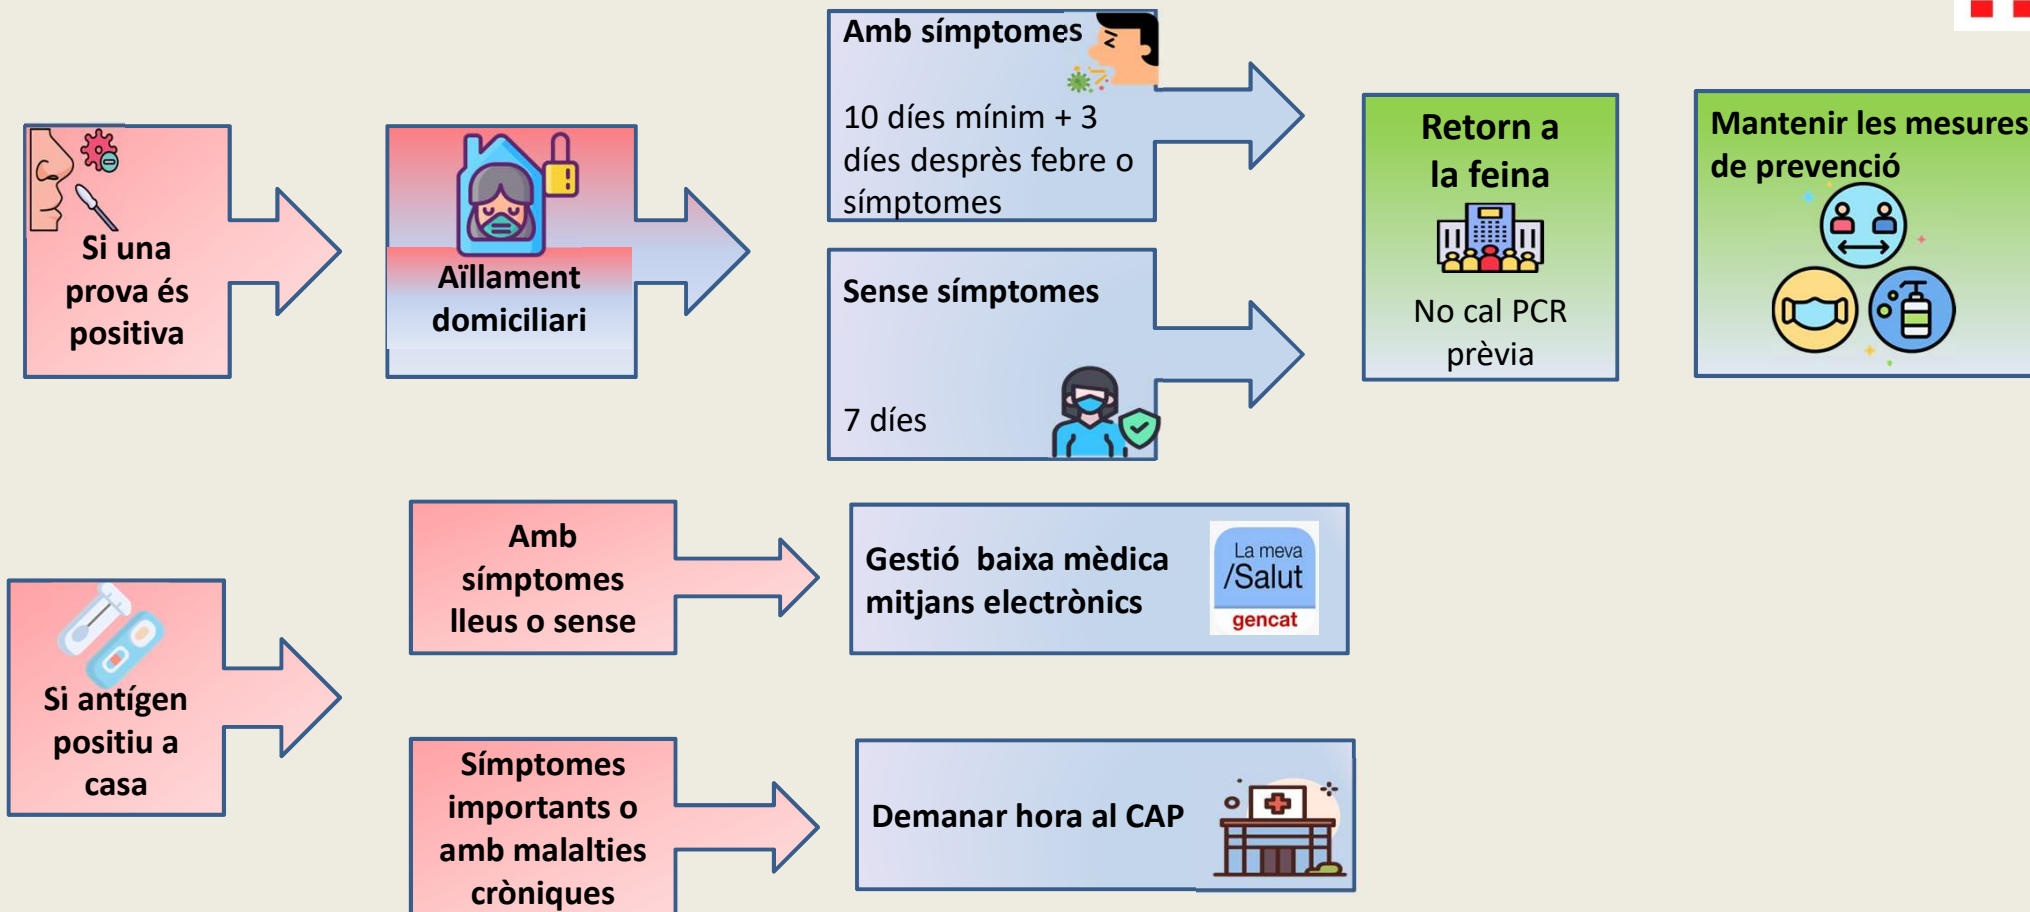 Si una
prova és
positiva
Aïllament
domiciliari
Amb símptomes
10 díes mínim + 3
díes desprès febre o
símptomes
Sense símptomes
7 díes
Retorn a
la feina
No cal PCR
prèvia
Mantenir les mesures
de prevenció
Si antígen
positiu a
casa
Amb
símptomes
lleus o sense
Gestió  baixa mèdica
mitjans electrònics
La meva
/Salut
gencat
Símptomes
importants o
amb malalties
cròniques
Demanar hora al CAP